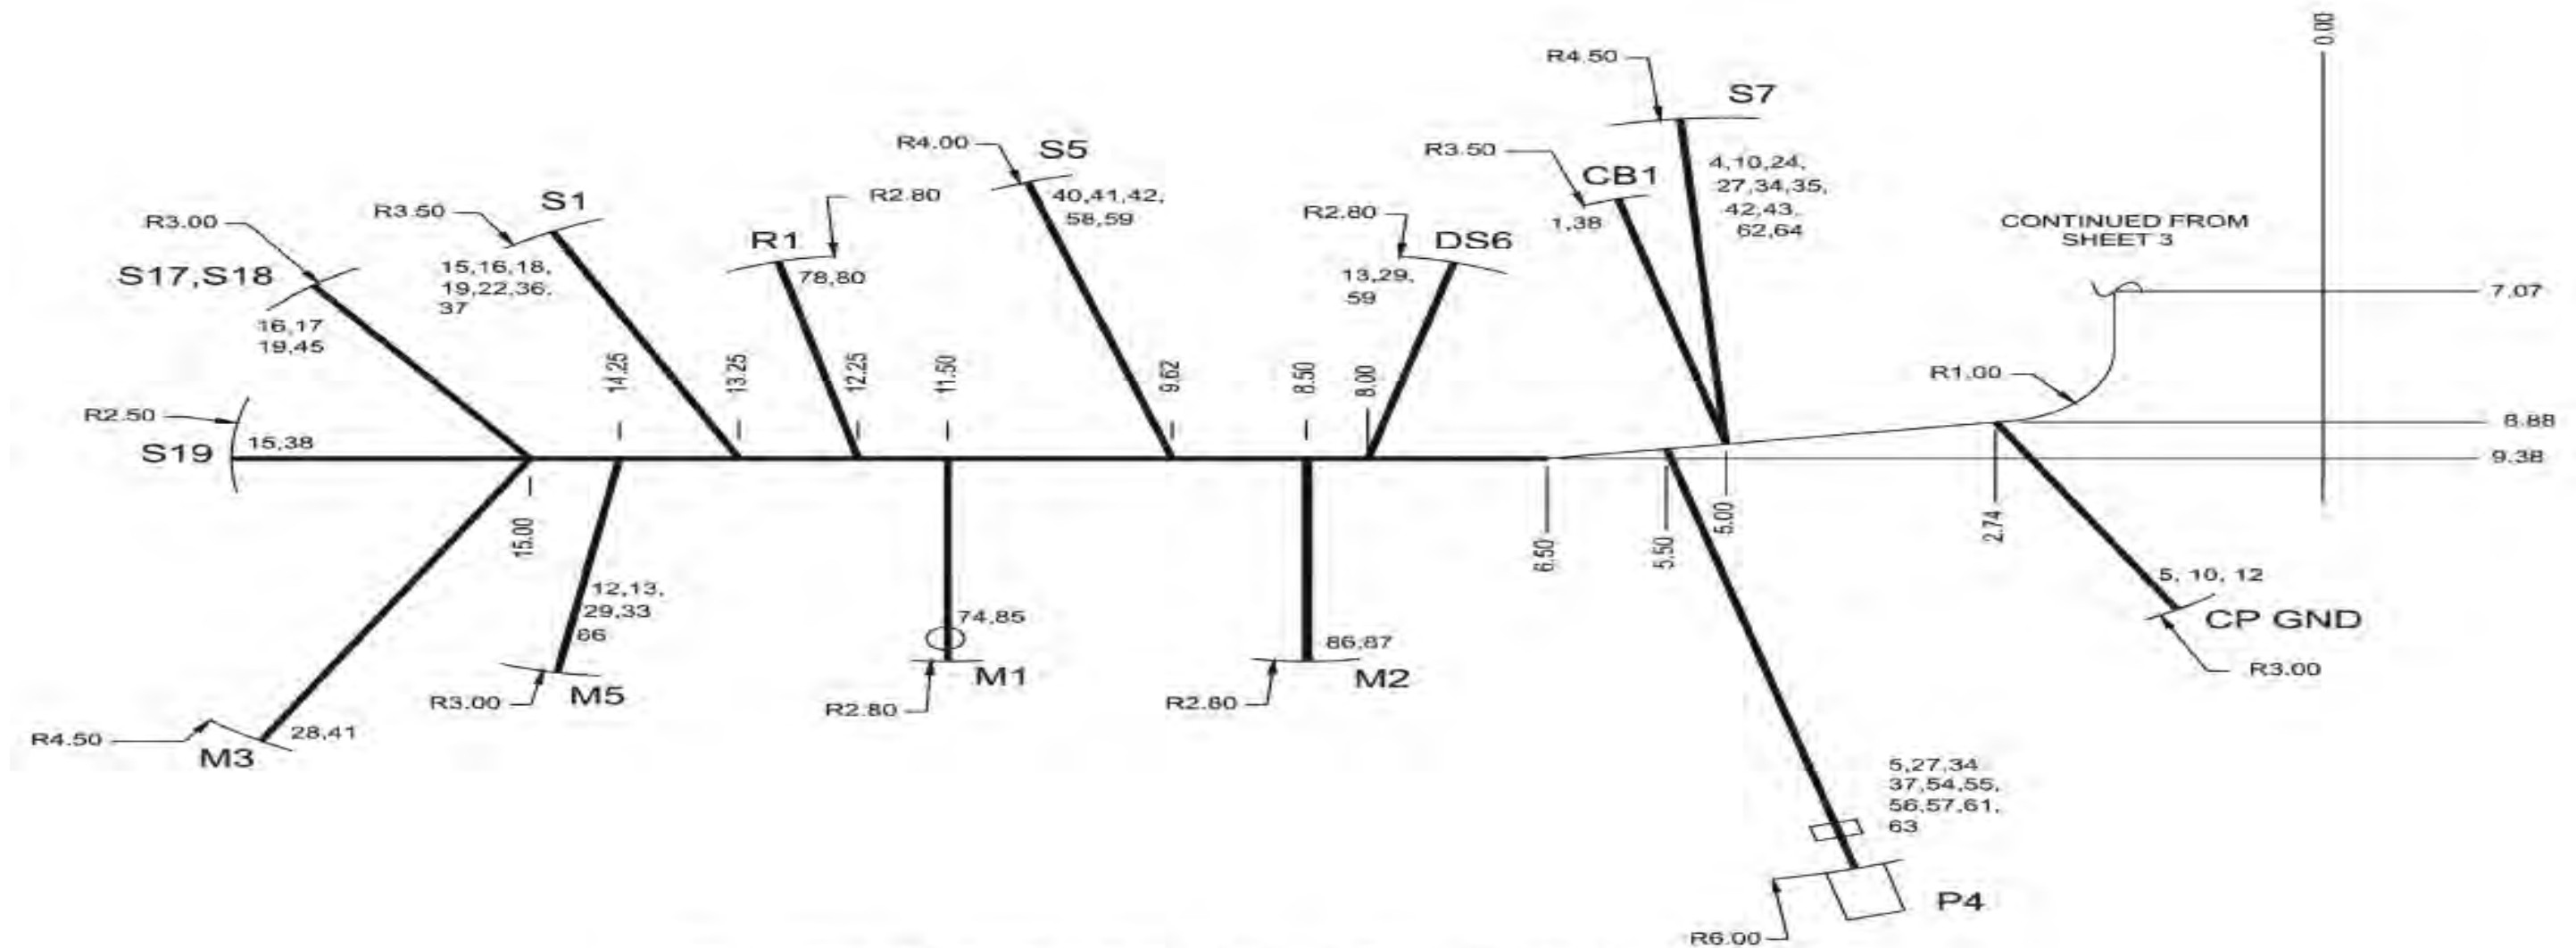 0.00
R4.50
S7
R4.00
S5
R3.50
CB1
4,10,24,
27,34,35,
42,43,
62,64
R2.80
40,41,42,
58,59
R3.00
R3.50
S1
R2.80
1,38
CONTINUED FROM
SHEET 3
R1
DS6
S17,S18
15,16,18,
19,22,36,
37
78,80
13,29,
59
7.07
16,17
19,45
14.25
13.25
12.25
11.50
9.62
8.50
8.00
R1.00
R2.50
15,38
S19
8.88
9.38
15.00
6.50
5.50
5.00
2.74
12,13,
29,33
66
74,85
5, 10, 12
CP GND
86,87
R3.00
M5
M1
M2
R3.00
R2.80
R2.80
R4.50
28,41
M3
5,27,34
37,54,55,
56,57,61,
63
P4
R6.00